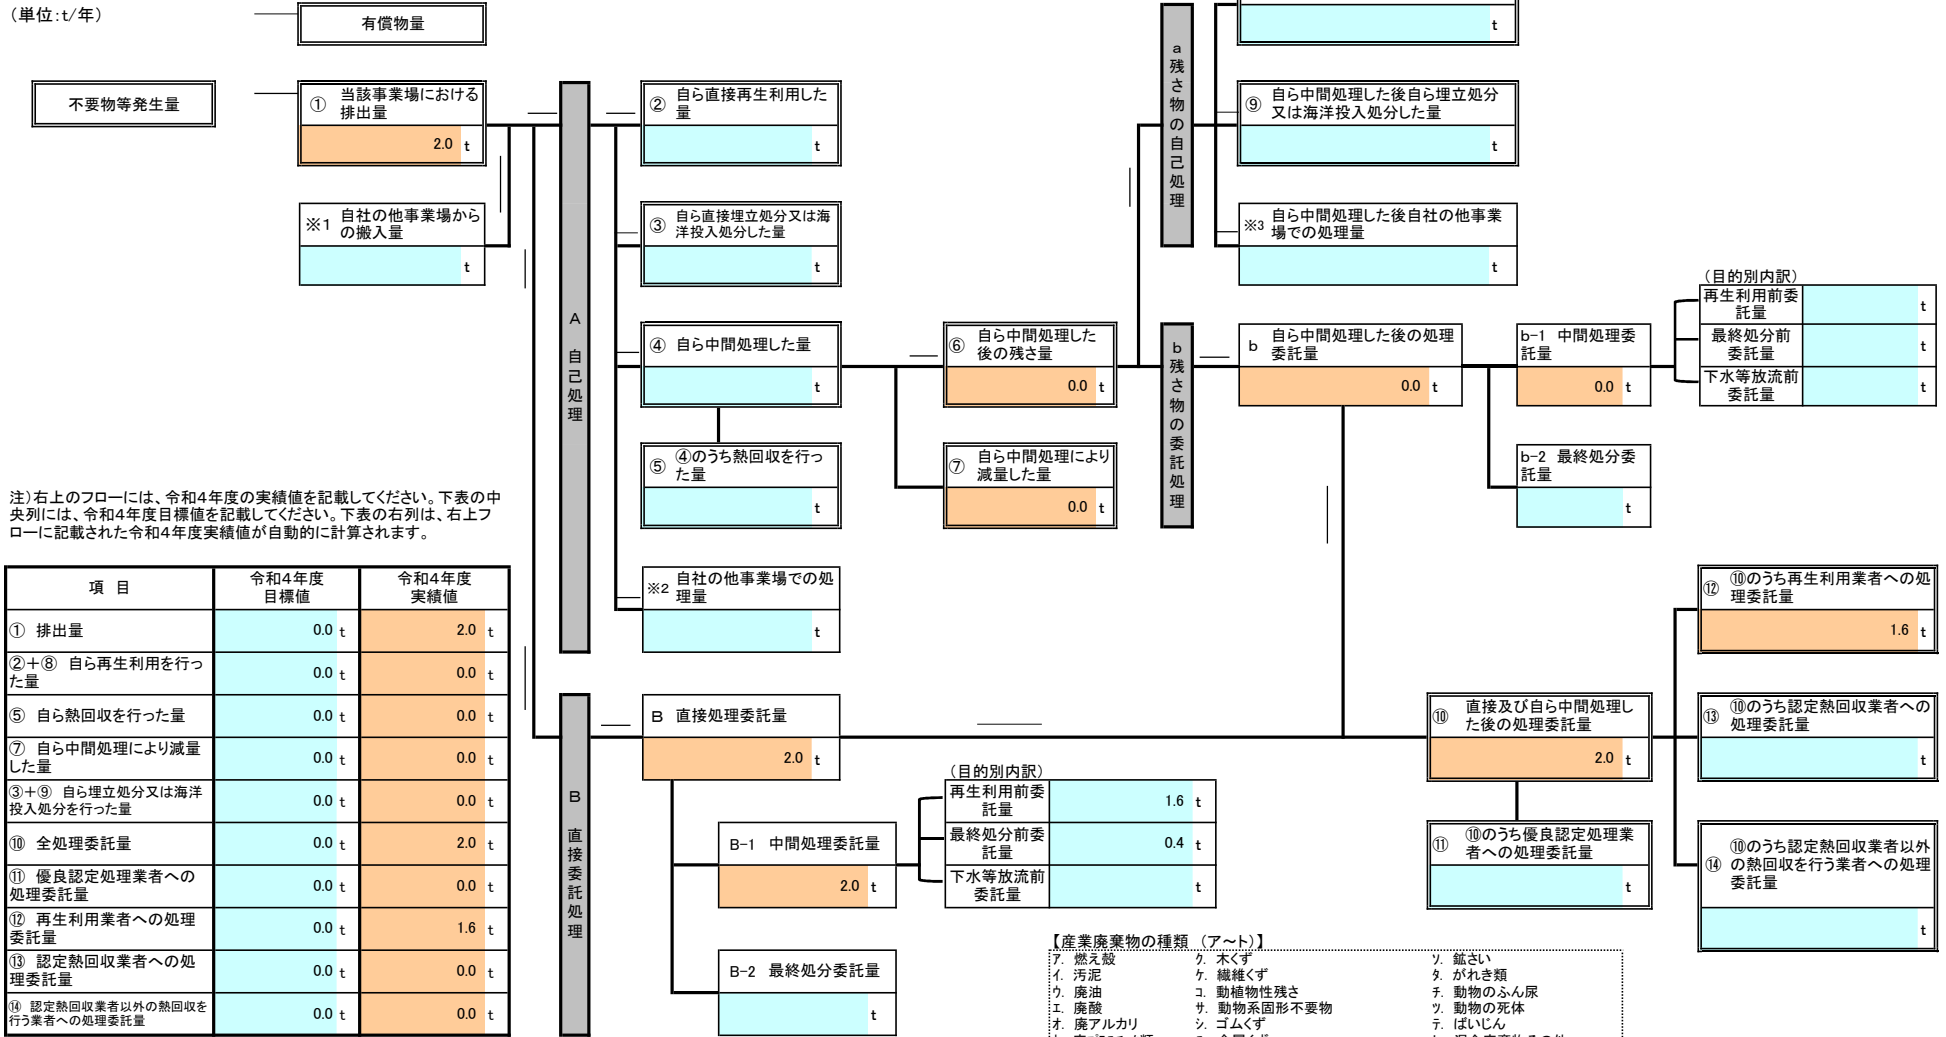 (単位:t/年)
有償物量
t
不要物等発生量
① 当該事業場における
排出量
2.0 t
※1 自社の他事業場から
の搬入量
t
A 自己処理
② 自ら直接再生利用した
量
t
③ 自ら直接埋立処分又は海
洋投入処分した量
t
④ 自ら中間処理した量
t
⑤ ④のうち熱回収を行っ
た量
t
※2 自社の他事業場での処
理量
t
⑥ 自ら中間処理した
後の残さ量
0.0 t
⑦ 自ら中間処理により
減量した量
0.0 t
a 残さ物の自己処理
⑨ 自ら中間処理した後自ら埋立処分
又は海洋投入処分した量
t
※3 自ら中間処理した後自社の他事業
場での処理量
t
b 残さ物の委託処理
b 自ら中間処理した後の処理
委託量
0.0 t
b-1 中間処理委
託量
0.0 t
b-2 最終処分委
託量
t
(目的別内訳)
再生利用前委
託量
t
最終処分前
委託量
t
下水等放流前
委託量
t
注)右上のフローには、令和4年度の実績値を記載してください。下表の中
央列には、令和4年度目標値を記載してください。下表の右列は、右上フ
ローに記載された令和4年度実績値が自動的に計算されます。
項 目 令和4年度 目標値 令和4年度 実績値
① 排出量 0.0 t 2.0 t
②+⑧ 自ら再生利用を行っ
た量 0.0 t 0.0 t
⑤ 自ら熱回収を行った量 0.0 t 0.0 t
⑦ 自ら中間処理により減量
した量 0.0 t 0.0 t
③+⑨ 自ら埋立処分又は海洋
投入処分を行った量 0.0 t 0.0 t
⑩ 全処理委託量 0.0 t 2.0 t
⑪ 優良認定処理業者への
処理委託量 0.0 t 0.0 t
⑫ 再生利用業者への処理
委託量 0.0 t 1.6 t
⑬ 認定熱回収業者への処
理委託量 0.0 t 0.0 t
⑭ 認定熱回収業者以外の熱回収を
行う業者への処理委託量 0.0 t 0.0 t
B 直接委託処理
B 直接処理委託量
2.0 t
B-1 中間処理委託量
2.0 t
B-2 最終処分委託量
t
(目的別内訳)
再生利用前委
託量
1.6 t
最終処分前委
託量
0.4 t
下水等放流前
委託量
t
⑩ 直接及び自ら中間処理し
た後の処理委託量
2.0 t
⑪ ⑩のうち優良認定処理業
者への処理委託量
t
⑫ ⑩のうち再生利用業者への処
理委託量
1.6 t
⑬ ⑩のうち認定熱回収業者への
処理委託量
t
⑭ ⑩のうち認定熱回収業者以外
の熱回収を行う業者への処理
委託量
t
【産業廃棄物の種類 (ア～ト)】
ア. 燃え殻 ク. 木くず ソ. 鉱さい
イ. 汚泥 ケ. 繊維くず タ. がれき類
ウ. 廃油 コ. 動植物性残さ チ. 動物のふん尿
エ. 廃酸 サ. 動物系固形不要物 ツ. 動物の死体
オ. 廃アルカリ シ. ゴムくず テ. ばいじん